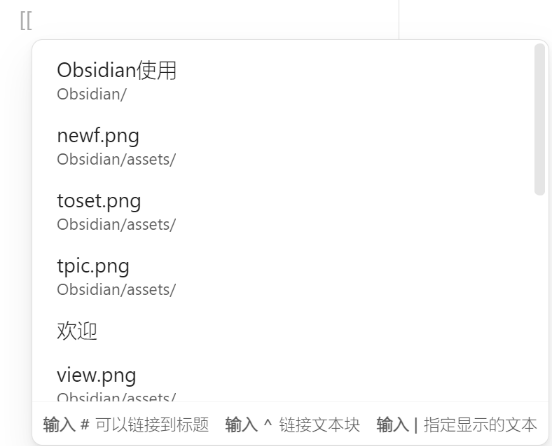 [[
Obsidian使用
Obsidian/
newf.png
Obsidian/assets/
toset.png
Obsidian/assets/
tpic.png
Obsidian/assets/
欢迎
view.png
Obsidian/assets/
输入 # 可以链接到标题 输入 ^ 链接文本块 输入 | 指定显示的文本